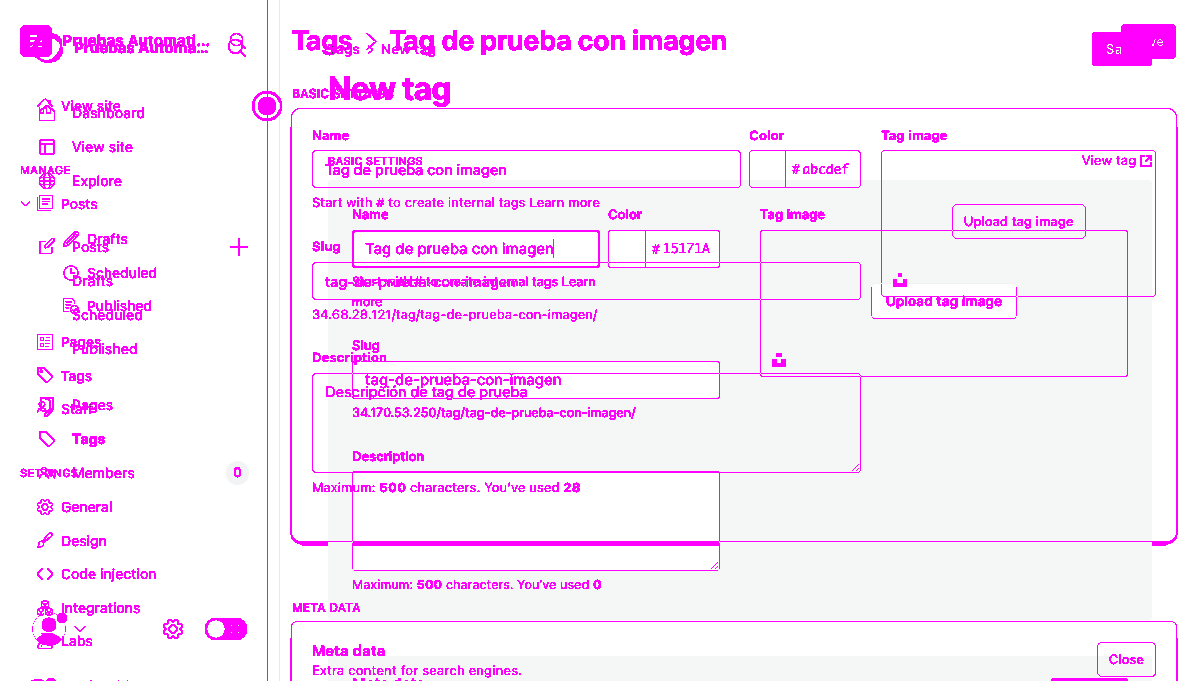 Pruebas Automati...
Pruebas Automa...
Tags > Tag de prueba con imagen
Tags > New tag
Sa
ve
New tag
BASIC SETTINGS
View site
Dashboard
View site
MANAGE
Explore
Posts
Drafts
Posts
Scheduled
Drafts
Published
Scheduled
Pages
Published
Tags
Staff
Pages
Tags
SETTINGS
Members
0
General
Design
Code injection
Integrations
Labs
Name
Color
Tag image
Tag de prueba con imagen
#abcdef
View tag
BASIC SETTINGS
Start with # to create internal tags Learn more
Upload tag image
Name
Color
Tag image
Slug
Tag de prueba con imagen
#15171A
tag-de-prueba-con-imagen
Start with # to create internal tags Learn
more
Upload tag image
34.68.28.121/tag/tag-de-prueba-con-imagen/
Slug
Description
tag-de-prueba-con-imagen
Descripción de tag de prueba
34.170.53.250/tag/tag-de-prueba-con-imagen/
Description
Maximum: 500 characters. You've used 28
Maximum: 500 characters. You've used 0
META DATA
Meta data
Close
Extra content for search engines.